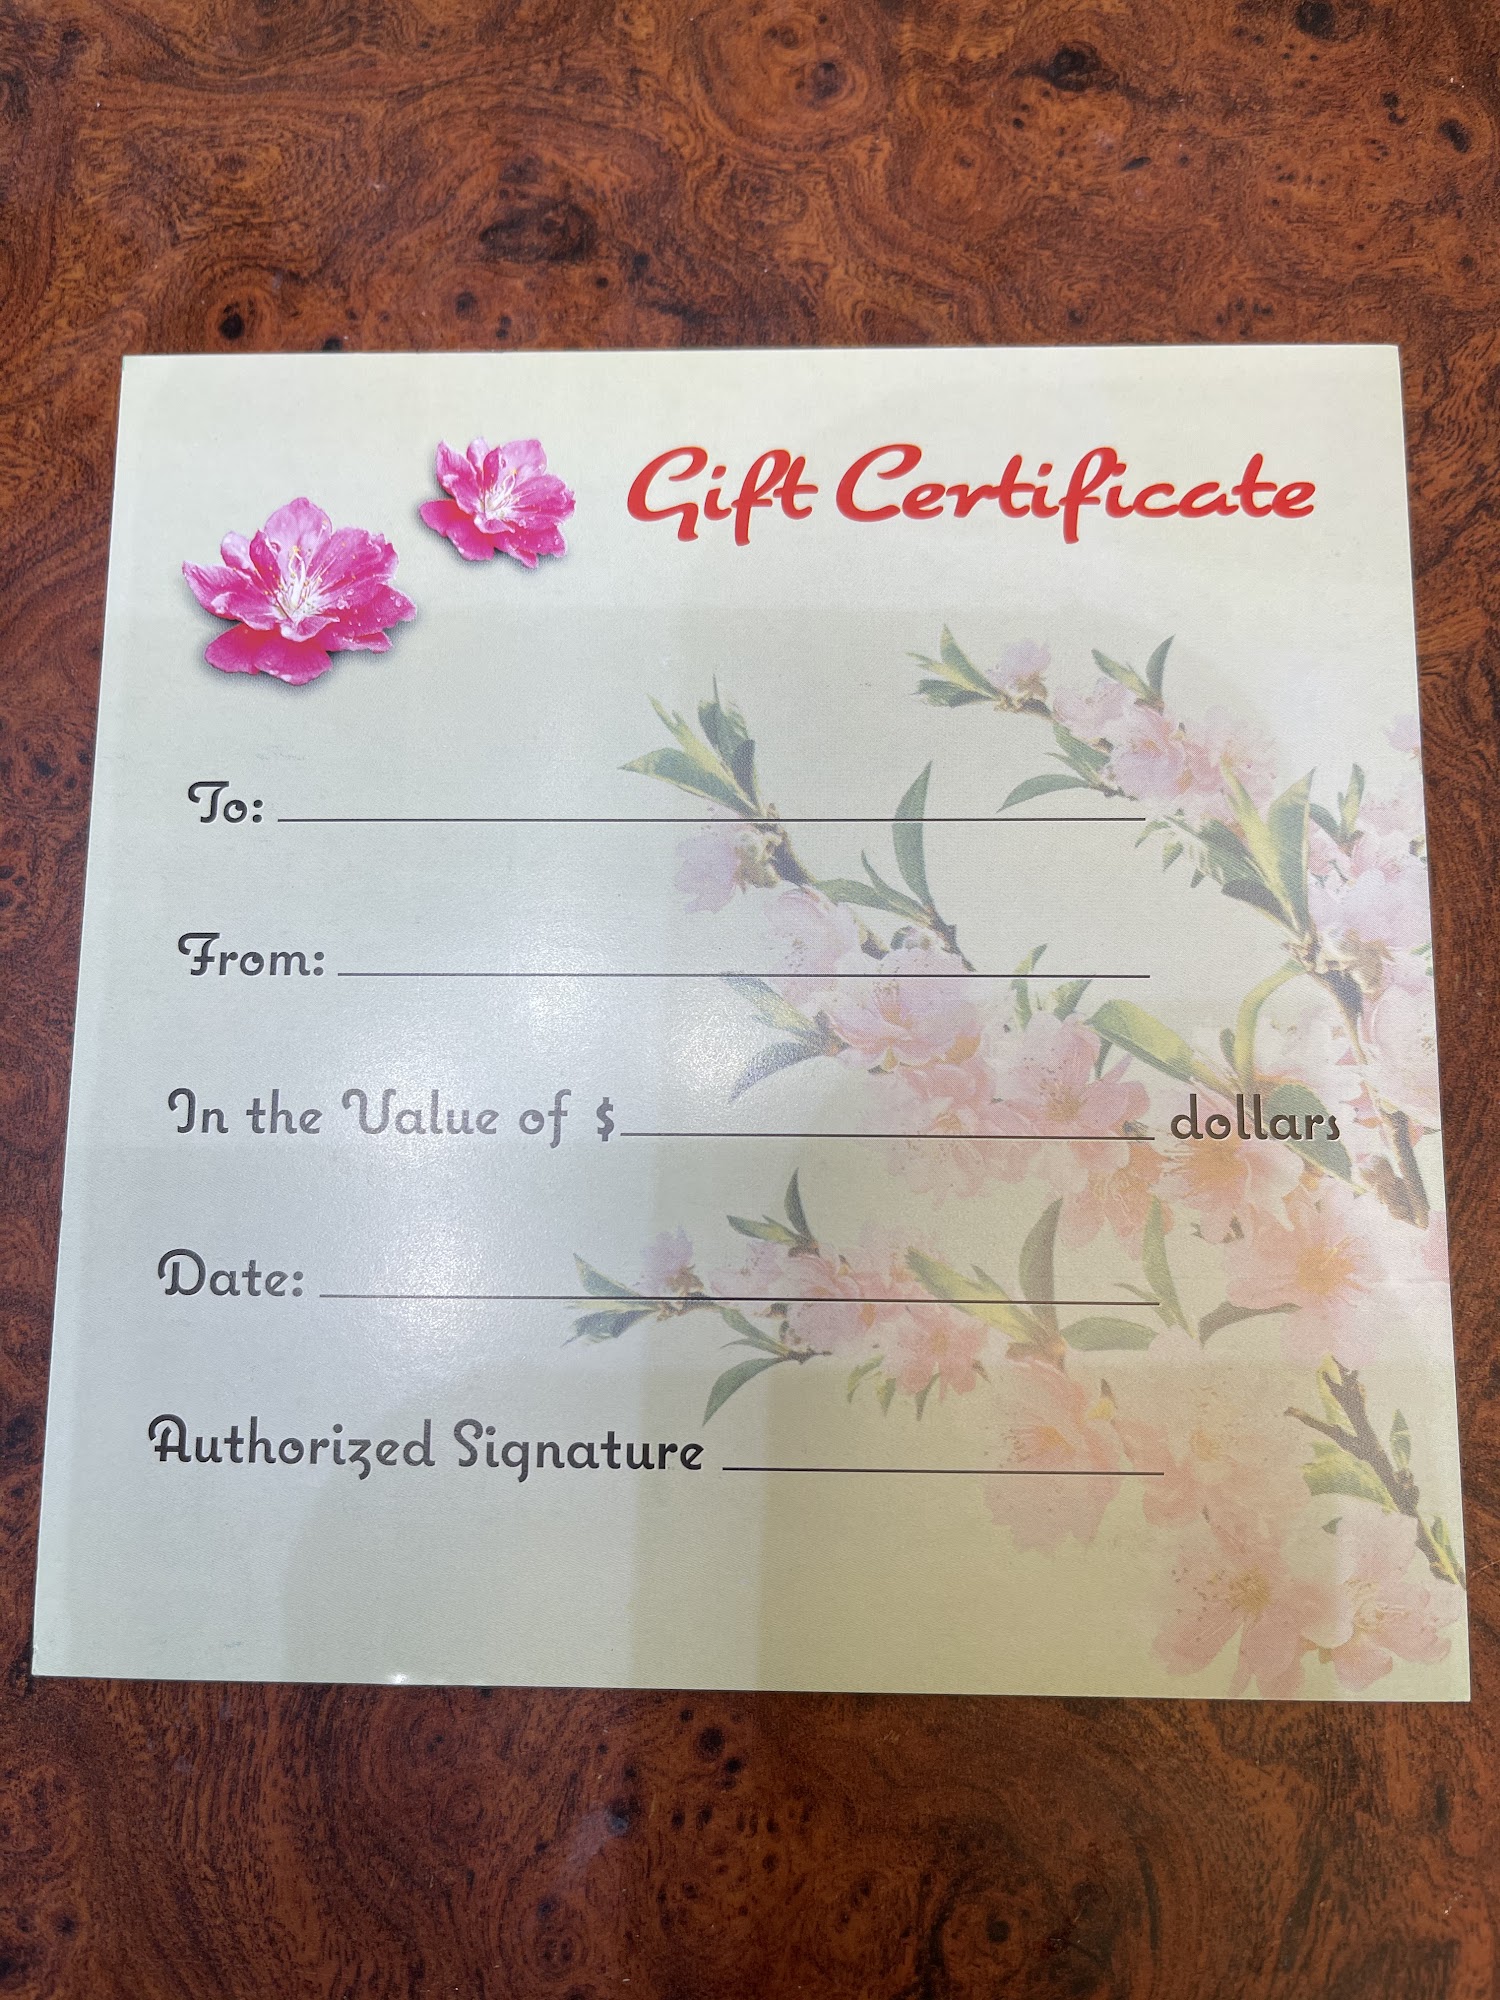 Gift Certificate
To:
From:
In the Value of $ dollars
Date:
Authorized Signature